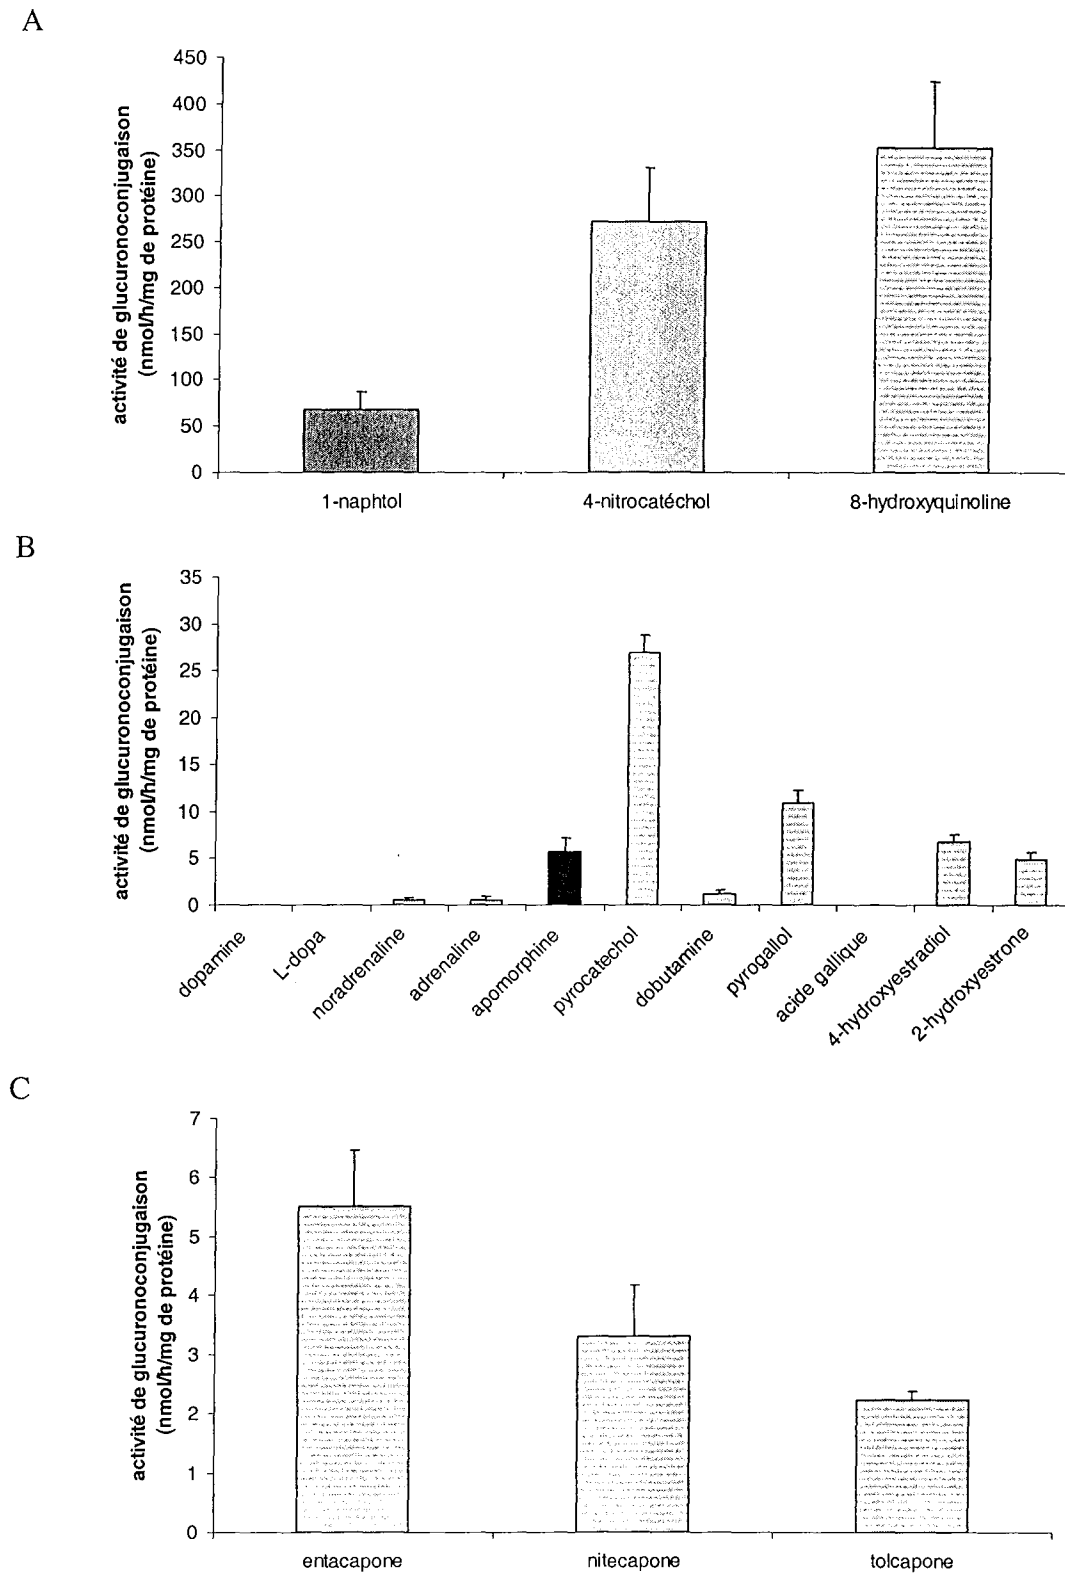 A
activité de glucuronoconjugaison
(nmol/h/mg de protéine)
450
400
350
300
250
200
150
100
50
0
1-naphtol
4-nitrocatéchol
8-hydroxyquinoline
B
activité de glucuronoconjugaison
(nmol/h/mg de protéine)
35
30
25
20
15
10
5
0
dopamine
L-dopa
noradrenaline
adrenaline
apomorphine
pyrocatechol
dobutamine
pyrogallol
acide gallique
4-hydroxyestradiol
2-hydroxyestrone
C
activité de glucuronoconjugaison
(nmol/h/mg de protéine)
7
6
5
4
3
2
1
0
entacapone
nitecapone
tolcapone